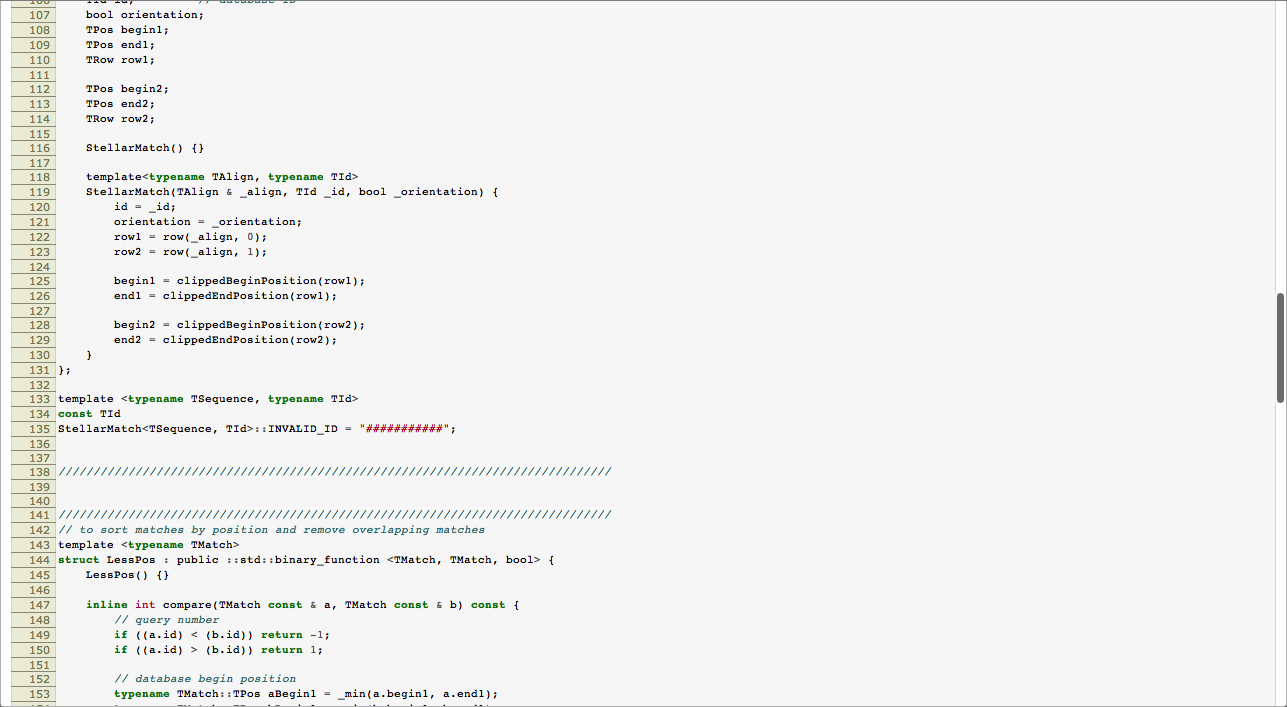 107 bool orientation;
108 TPos begin1;
109 TPos end1;
110 TRow row1;
111
112 TPos begin2;
113 TPos end2;
114 TRow row2;
115
116 StellarMatch() {}
117
118 template<typename TAlign, typename TId>
119 StellarMatch(TAlign & _align, TId _id, bool _orientation) {
120 id = _id;
121 orientation = _orientation;
122 row1 = row(_align, 0);
123 row2 = row(_align, 1);
124
125 begin1 = clippedBeginPosition(row1);
126 end1 = clippedEndPosition(row1);
127
128 begin2 = clippedBeginPosition(row2);
129 end2 = clippedEndPosition(row2);
130 }
131 };
132
133 template <typename TSequence, typename TId>
134 const TId
135 StellarMatch<TSequence, TId>::INVALID_ID = "###########";
136
137
138 ///////////////////////////////////////////////////////////////////////////////
139
140
141 ///////////////////////////////////////////////////////////////////////////////
142 // to sort matches by position and remove overlapping matches
143 template <typename TMatch>
144 struct LessPos : public ::std::binary_function <TMatch, TMatch, bool> {
145 LessPos() {}
146
147 inline int compare(TMatch const & a, TMatch const & b) const {
148 // query number
149 if ((a.id) < (b.id)) return -1;
150 if ((a.id) > (b.id)) return 1;
151
152 // database begin position
153 typename TMatch::TPos aBegin1 = _min(a.begin1, a.end1);